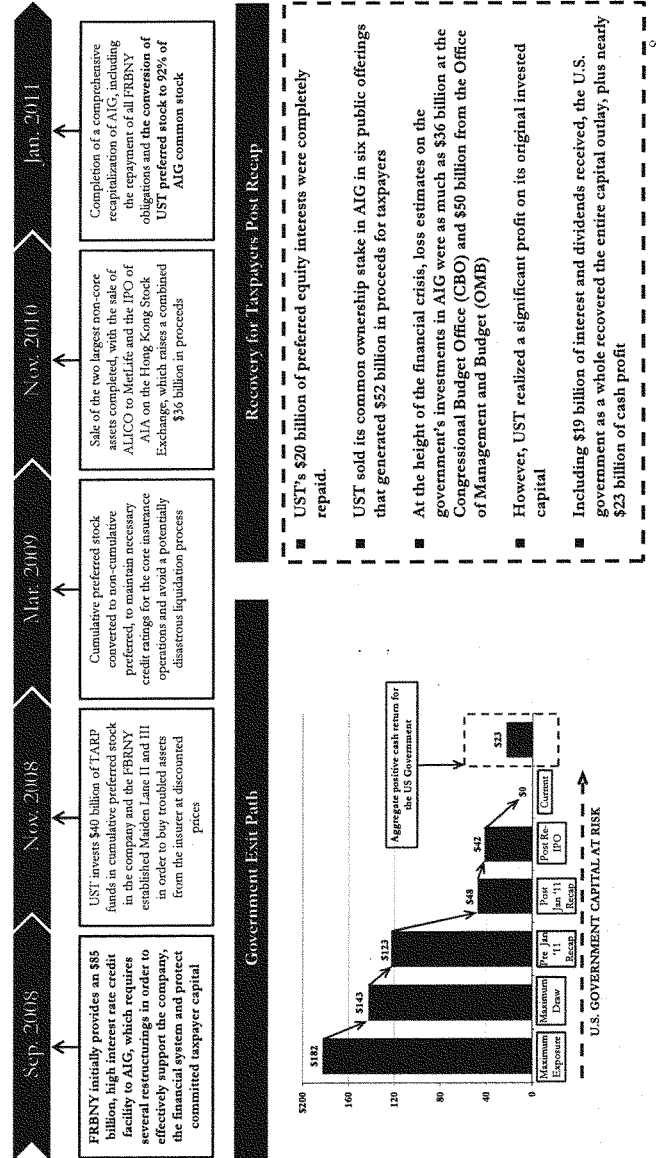 Sep. 2008
Nov. 2008
Mar. 2009
Nov. 2010
Jan. 2011
FRBNY initially provides an $85
billion, high interest rate credit
facility to AIG, which requires
several restructurings in order to
effectively support the company,
the financial system and protect
committed taxpayer capital
UST invests $40 billion of TARP
funds in cumulative preferred stock
in the company and the FBRNY
established Maiden Lane II and III
in order to buy troubled assets
from the insurer at discounted
prices
Cumulative preferred stock
converted to non-cumulative
preferred, to maintain necessary
credit ratings for the core insurance
operations and avoid a potentially
disastrous liquidation process
Sale of the two largest non-core
assets completed, with the sale of
ALICO to MetLife and the IPO of
AIA on the Hong Kong Stock
Exchange, which raises a combined
$36 billion in proceeds
Completion of a comprehensive
recapitalization of AIG, including
the repayment of all FRBNY
obligations and the conversion of
UST preferred stock to 92% of
AIG common stock
Government Exit Path
$200
160
120
80
40
0
$182
$143
$123
$48
$42
$0
$23
Aggregate positive cash return for
the US Government
Maximum
Exposure
Maximum
Draw
Pre Jan
'11
Recap
Post
Jan '11
Recap
Post Re-
IPO
Current
U.S. GOVERNMENT CAPITAL AT RISK
Recovery for Taxpayers Post Recap
■ UST's $20 billion of preferred equity interests were completely
repaid.
■ UST sold its common ownership stake in AIG in six public offerings
that generated $52 billion in proceeds for taxpayers
■ At the height of the financial crisis, loss estimates on the
government's investments in AIG were as much as $36 billion at the
Congressional Budget Office (CBO) and $50 billion from the Office
of Management and Budget (OMB)
■ However, UST realized a significant profit on its original invested
capital
■ Including $19 billion of interest and dividends received, the U.S.
government as a whole recovered the entire capital outlay, plus nearly
$23 billion of cash profit